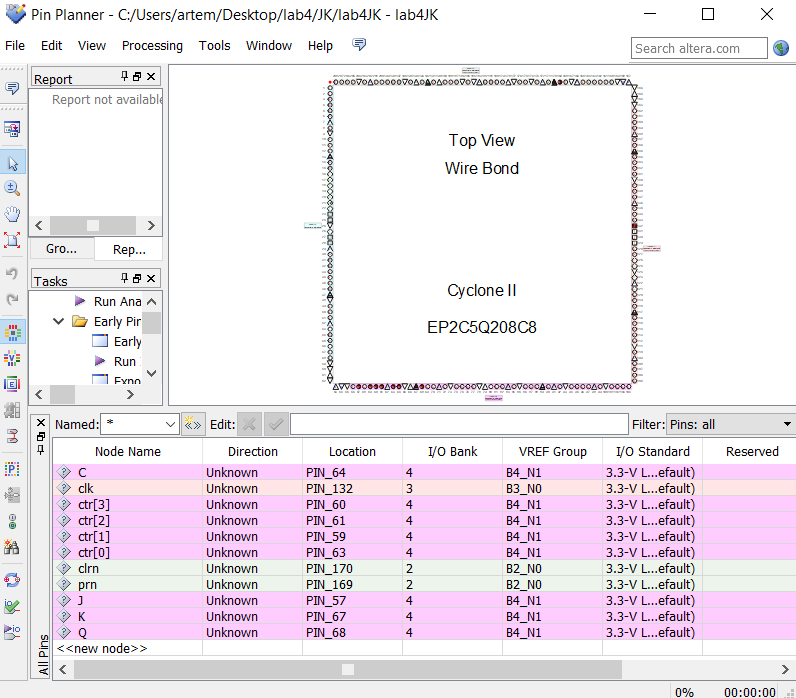 Pin Planner - C:/Users/artem/Desktop/lab4/JK/lab4JK - lab4JK
File Edit View Processing Tools Window Help
Search altera.com
Report
Report not available
Gro... Rep...
Tasks
Run Ana
Early Pin
Early
Run
Expo
Top View
Wire Bond
Cyclone II
EP2C5Q208C8
Named: * Edit: Filter: Pins: all
Node Name Direction Location I/O Bank VREF Group I/O Standard Reserved
C Unknown PIN_64 4 B4_N1 3.3-V L...efault)
clk Unknown PIN_132 3 B3_N0 3.3-V L...efault)
ctr[3] Unknown PIN_60 4 B4_N1 3.3-V L...efault)
ctr[2] Unknown PIN_61 4 B4_N1 3.3-V L...efault)
ctr[1] Unknown PIN_59 4 B4_N1 3.3-V L...efault)
ctr[0] Unknown PIN_63 4 B4_N1 3.3-V L...efault)
clrn Unknown PIN_170 2 B2_N0 3.3-V L...efault)
prn Unknown PIN_169 2 B2_N0 3.3-V L...efault)
J Unknown PIN_57 4 B4_N1 3.3-V L...efault)
K Unknown PIN_67 4 B4_N1 3.3-V L...efault)
Q Unknown PIN_68 4 B4_N1 3.3-V L...efault)
<<new node>>
All Pins
0% 00:00:00